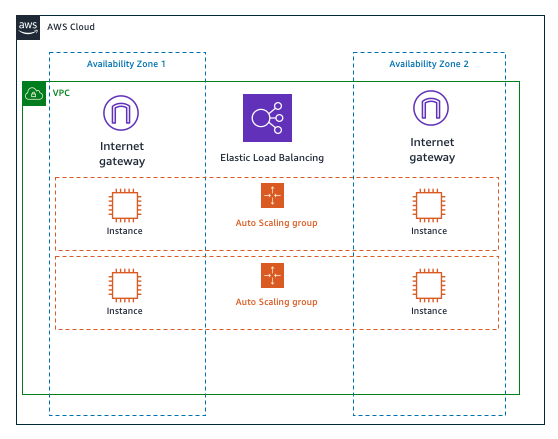 aws
AWS Cloud
Availability Zone 1
Availability Zone 2
VPC
Internet
gateway
Elastic Load Balancing
Internet
gateway
Instance
Auto Scaling group
Instance
Instance
Auto Scaling group
Instance